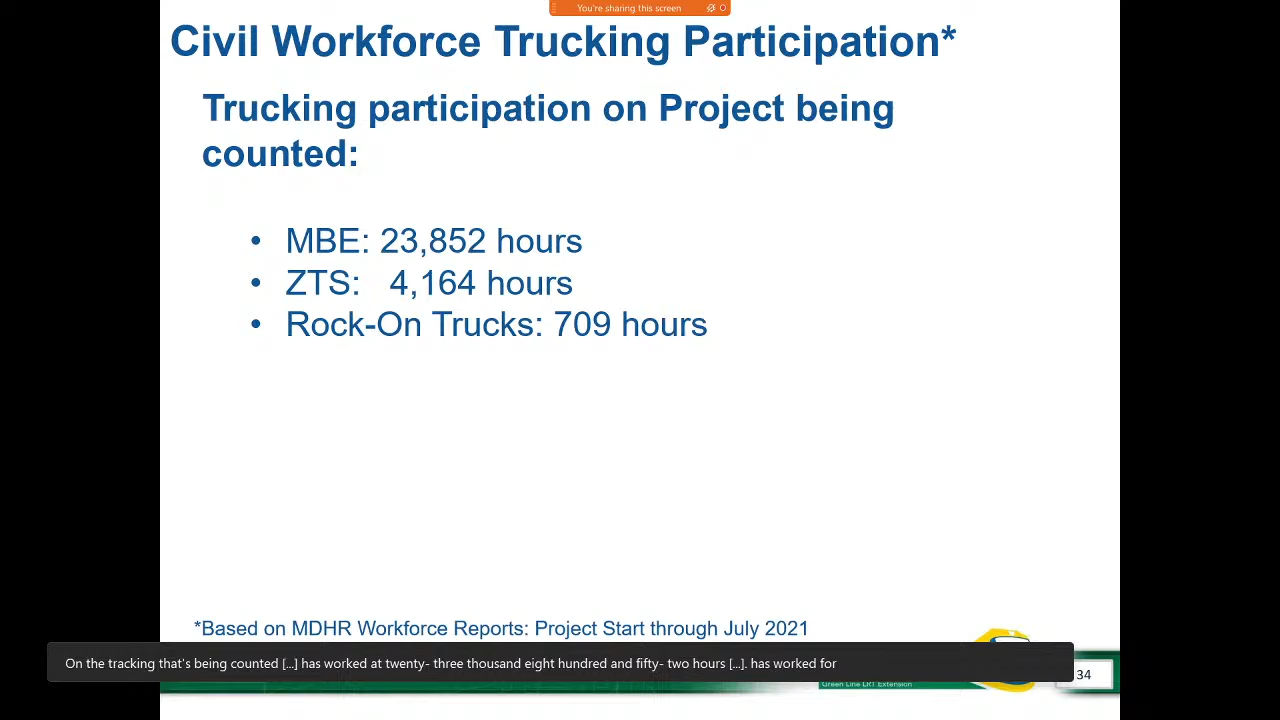 You're sharing this screen
Civil Workforce Trucking Participation*
Trucking participation on Project being
counted:
• MBE: 23,852 hours
• ZTS: 4,164 hours
• Rock-On Trucks: 709 hours
*Based on MDHR Workforce Reports: Project Start through July 2021
On the tracking that's being counted [...] has worked at twenty- three thousand eight hundred and fifty- two hours [...]. has worked for
34
Green Line LRT Extension